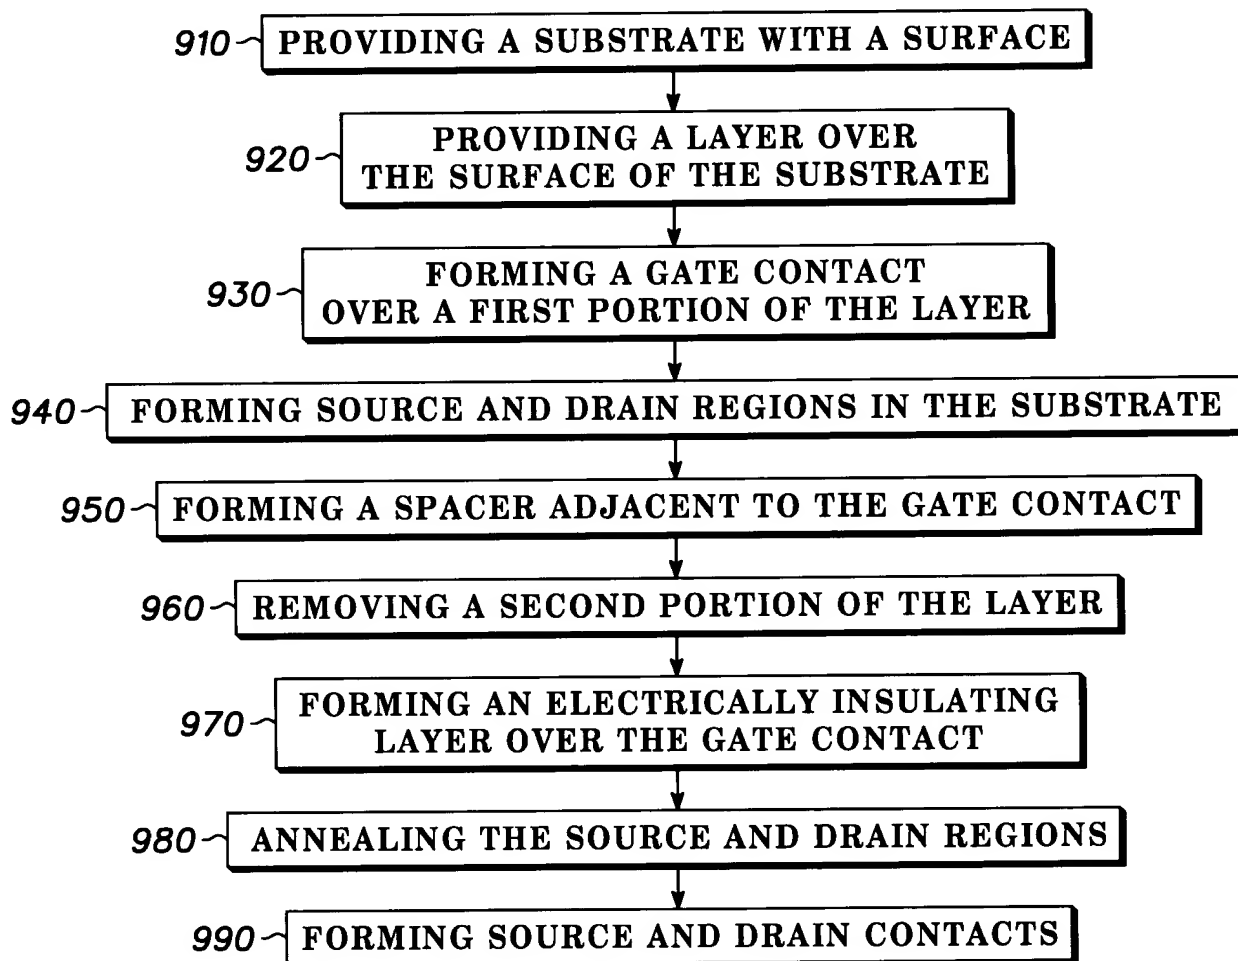 910 PROVIDING A SUBSTRATE WITH A SURFACE
920 PROVIDING A LAYER OVER
THE SURFACE OF THE SUBSTRATE
930 FORMING A GATE CONTACT
OVER A FIRST PORTION OF THE LAYER
940 FORMING SOURCE AND DRAIN REGIONS IN THE SUBSTRATE
950 FORMING A SPACER ADJACENT TO THE GATE CONTACT
960 REMOVING A SECOND PORTION OF THE LAYER
970 FORMING AN ELECTRICALLY INSULATING
LAYER OVER THE GATE CONTACT
980 ANNEALING THE SOURCE AND DRAIN REGIONS
990 FORMING SOURCE AND DRAIN CONTACTS